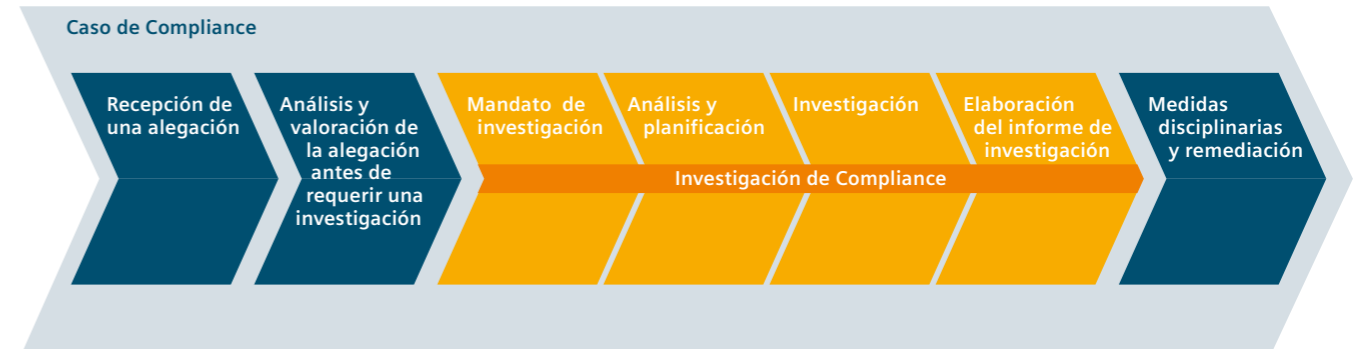 Caso de Compliance
Recepción de
una alegación
Análisis y
valoración de
la alegación
antes de
requerir una
investigación
Mandato de
investigación
Análisis y
planificación
Investigación
Elaboración
del informe de
investigación
Investigación de Compliance
Medidas
disciplinarias
y remediación